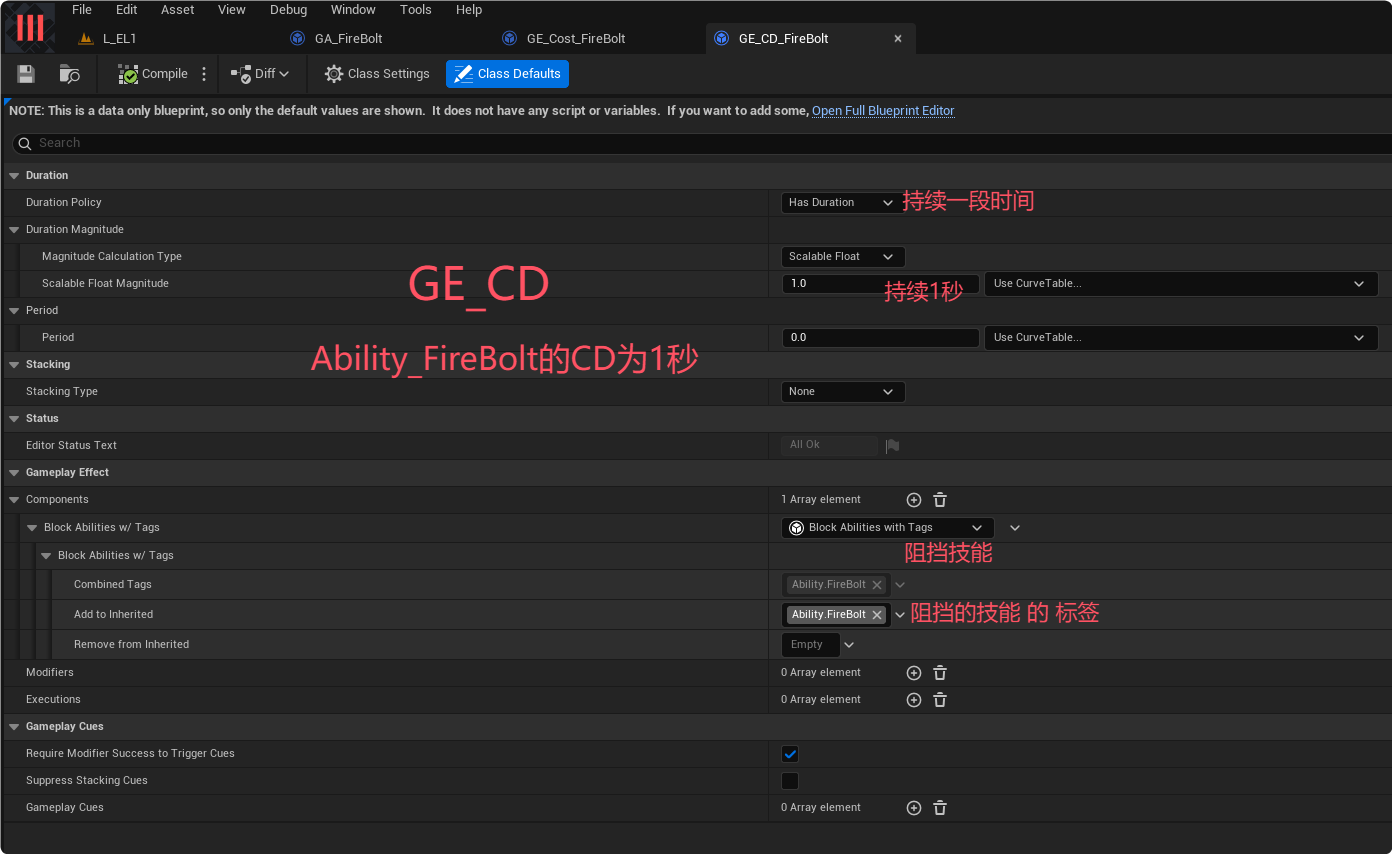 File Edit Asset View Debug Window Tools Help
L_EL1 GA_FireBolt GE_Cost_FireBolt GE_CD_FireBolt
Compile Diff Class Settings Class Defaults
NOTE: This is a data only blueprint, so only the default values are shown. It does not have any script or variables. If you want to add some, Open Full Blueprint Editor
Search
Duration
Duration Policy Has Duration 持续一段时间
Duration Magnitude
Magnitude Calculation Type Scalable Float
Scalable Float Magnitude GE_CD 1.0 持续1秒 Use CurveTable...
Period
Period 0.0 Use CurveTable...
Ability_FireBolt的CD为1秒
Stacking
Stacking Type None
Status
Editor Status Text All Ok
Gameplay Effect
Components 1 Array element
Block Abilities w/ Tags Block Abilities with Tags
Block Abilities w/ Tags 阻挡技能
Combined Tags Ability.FireBolt
Add to Inherited Ability.FireBolt 阻挡的技能 的 标签
Remove from Inherited Empty
Modifiers 0 Array element
Executions 0 Array element
Gameplay Cues
Require Modifier Success to Trigger Cues
Suppress Stacking Cues
Gameplay Cues 0 Array element